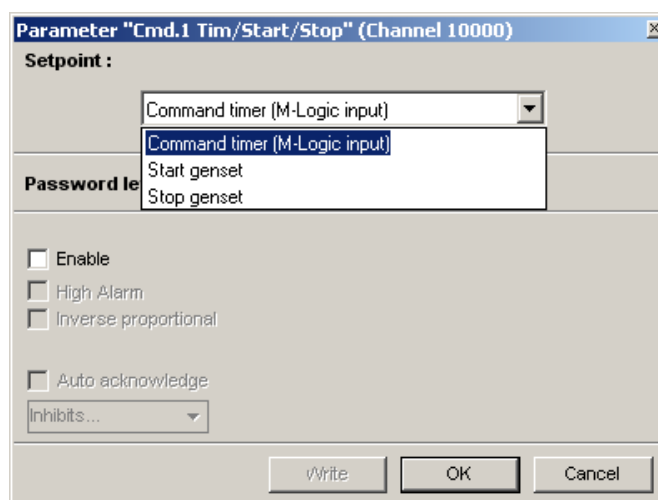 Parameter "Cmd.1 Tim/Start/Stop" (Channel 10000)
Setpoint :
Command timer (M-Logic input)
Command timer (M-Logic input)
Start genset
Stop genset
Password le
Enable
High Alarm
Inverse proportional
Auto acknowledge
Inhibits...
Write
OK
Cancel